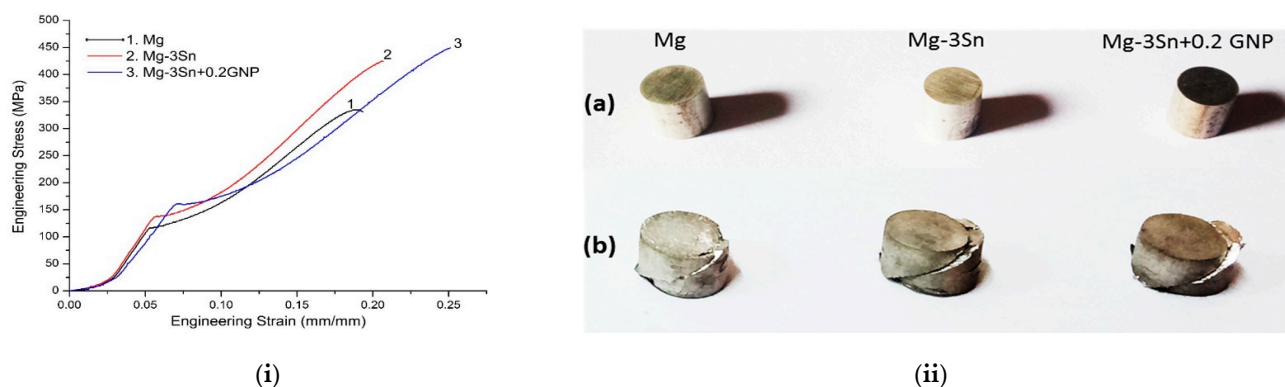 500
450
400
350
300
250
200
150
100
50
0
Engineering Stress (MPa)
1. Mg
2. Mg-3Sn
3. Mg-3Sn+0.2GNP
1
2
3
0.00 0.05 0.10 0.15 0.20 0.25
Engineering Strain (mm/mm)
(i)
Mg Mg-3Sn Mg-3Sn+0.2 GNP
(a)
(b)
(ii)